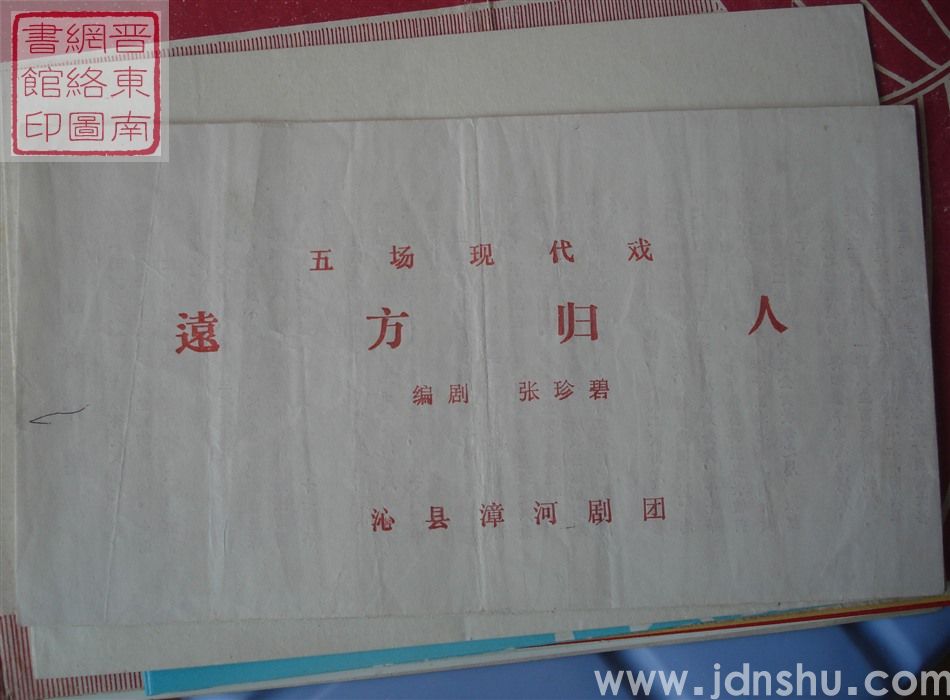 晋東南
網絡圖
書館印
五场现代戏
遠方归人
编剧 张珍碧
沁县漳河剧团
www.jdnshu.com